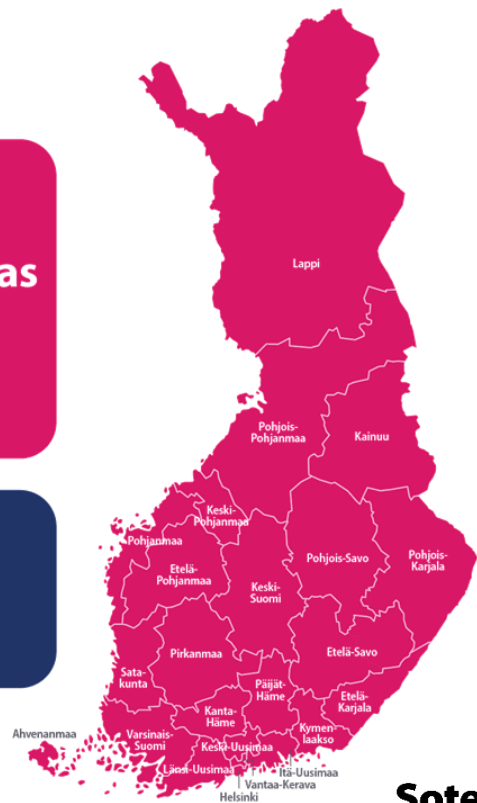 as
Lappi
Pohjois-
Pohjanmaa
Kainuu
Keski-
Pohjanmaa
Pohjanmaa
Etelä-
Pohjanmaa
Keski-
Suomi
Pohjois-Savo
Pohjois-
Karjala
Pirkanmaa
Etelä-Savo
Sata-
kunta
Päijät-
Häme
Etelä-
Karjala
Kanta-
Häme
Kymen-
laakso
Ahvenanmaa
Varsinais-
Suomi
Keski-Uusimaa
Länsi-Uusimaa
Itä-Uusimaa
Vantaa-Kerava
Helsinki
Sote